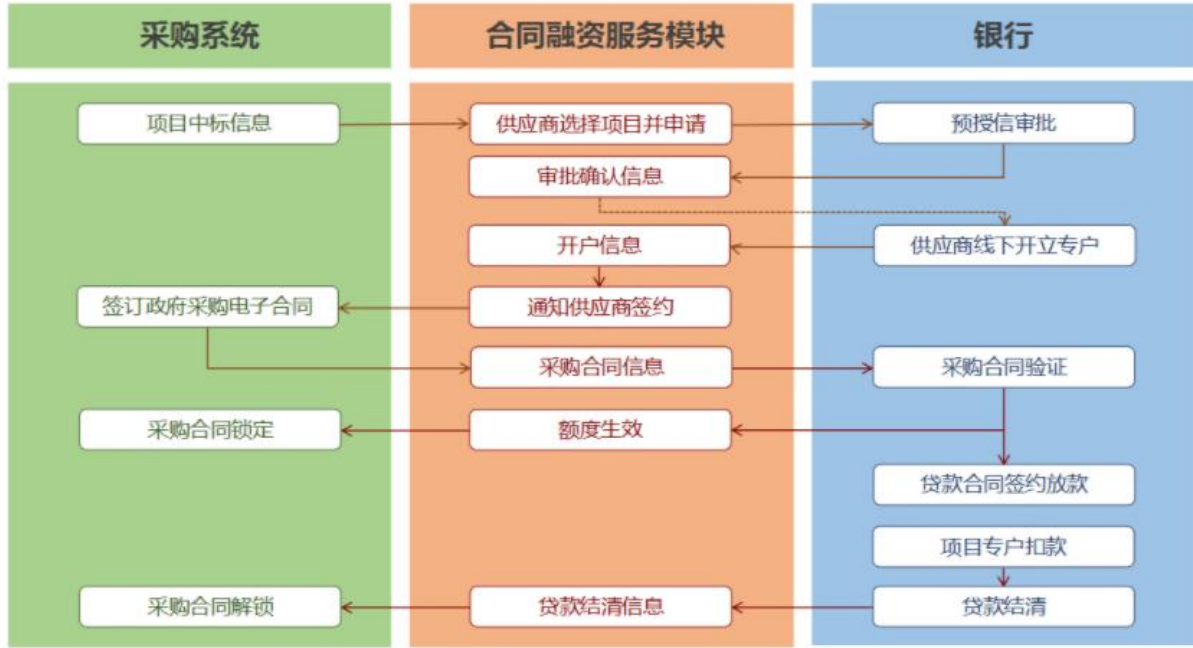 采购系统
合同融资服务模块
银行
项目中标信息
供应商选择项目并申请
预授信审批
审批确认信息
开户信息
供应商线下开立专户
签订政府采购电子合同
通知供应商签约
采购合同信息
采购合同验证
采购合同锁定
额度生效
贷款合同签约放款
项目专户扣款
采购合同解锁
贷款结清信息
贷款结清